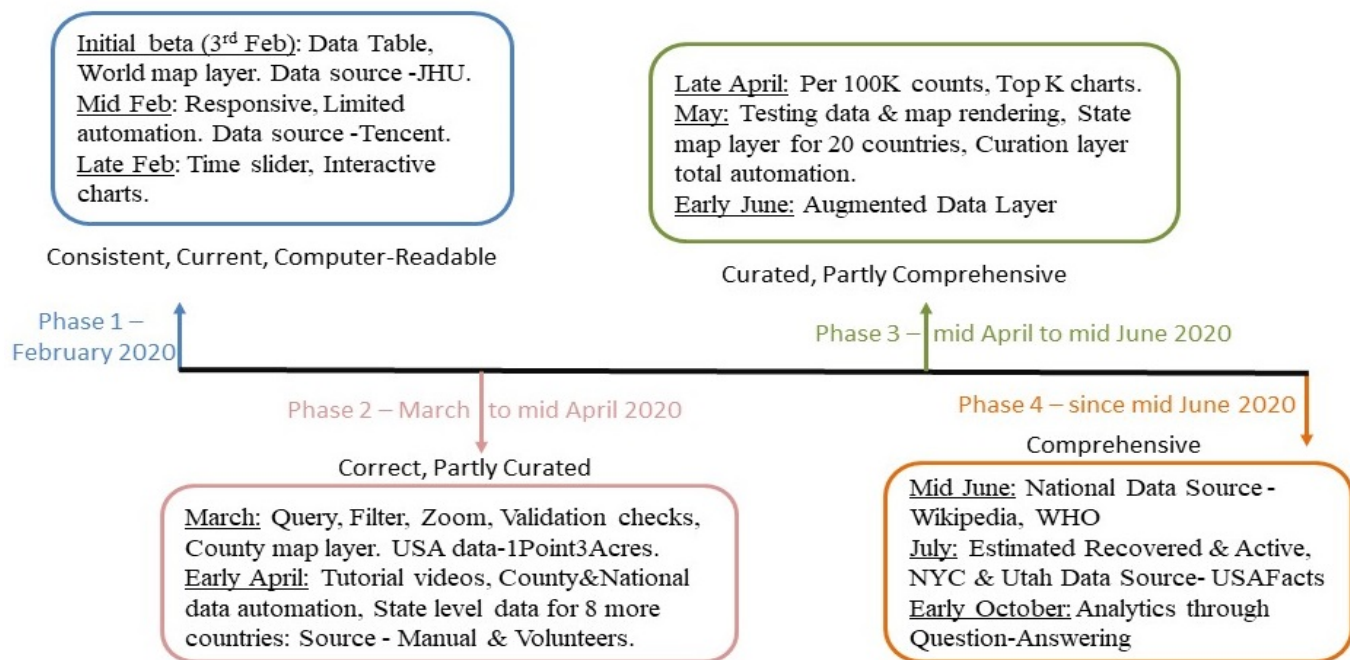 Initial beta (3rd Feb): Data Table,
World map layer. Data source -JHU.
Mid Feb: Responsive, Limited
automation. Data source -Tencent.
Late Feb: Time slider, Interactive
charts.
Consistent, Current, Computer-Readable
Phase 1 –
February 2020
Late April: Per 100K counts, Top K charts.
May: Testing data & map rendering, State
map layer for 20 countries, Curation layer
total automation.
Early June: Augmented Data Layer
Curated, Partly Comprehensive
Phase 3 – mid April to mid June 2020
Phase 2 – March to mid April 2020
Correct, Partly Curated
March: Query, Filter, Zoom, Validation checks,
County map layer. USA data-1Point3Acres.
Early April: Tutorial videos, County&National
data automation, State level data for 8 more
countries: Source - Manual & Volunteers.
Phase 4 – since mid June 2020
Comprehensive
Mid June: National Data Source -
Wikipedia, WHO
July: Estimated Recovered & Active,
NYC & Utah Data Source- USAFacts
Early October: Analytics through
Question-Answering